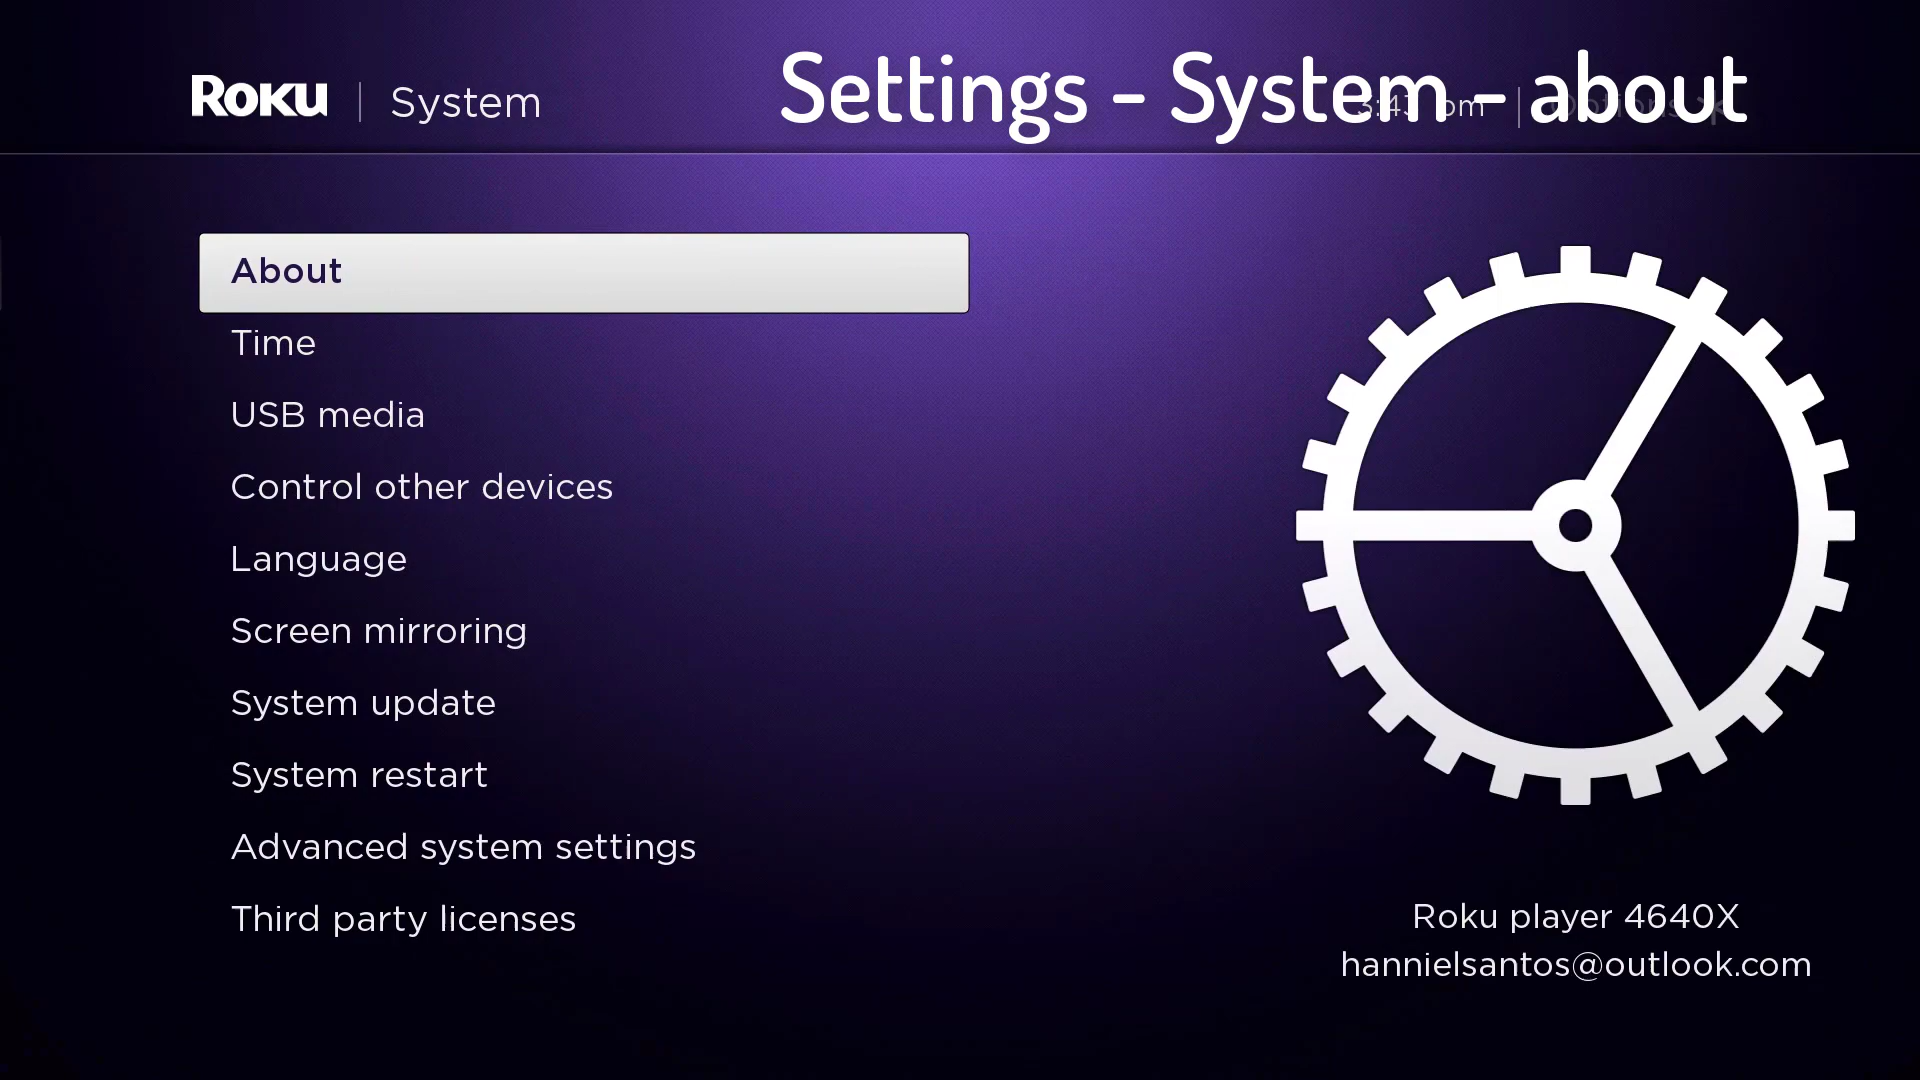 Roku | System
Settings - System - about
About
Time
USB media
Control other devices
Language
Screen mirroring
System update
System restart
Advanced system settings
Third party licenses
Roku player 4640X
hannielsantos@outlook.com